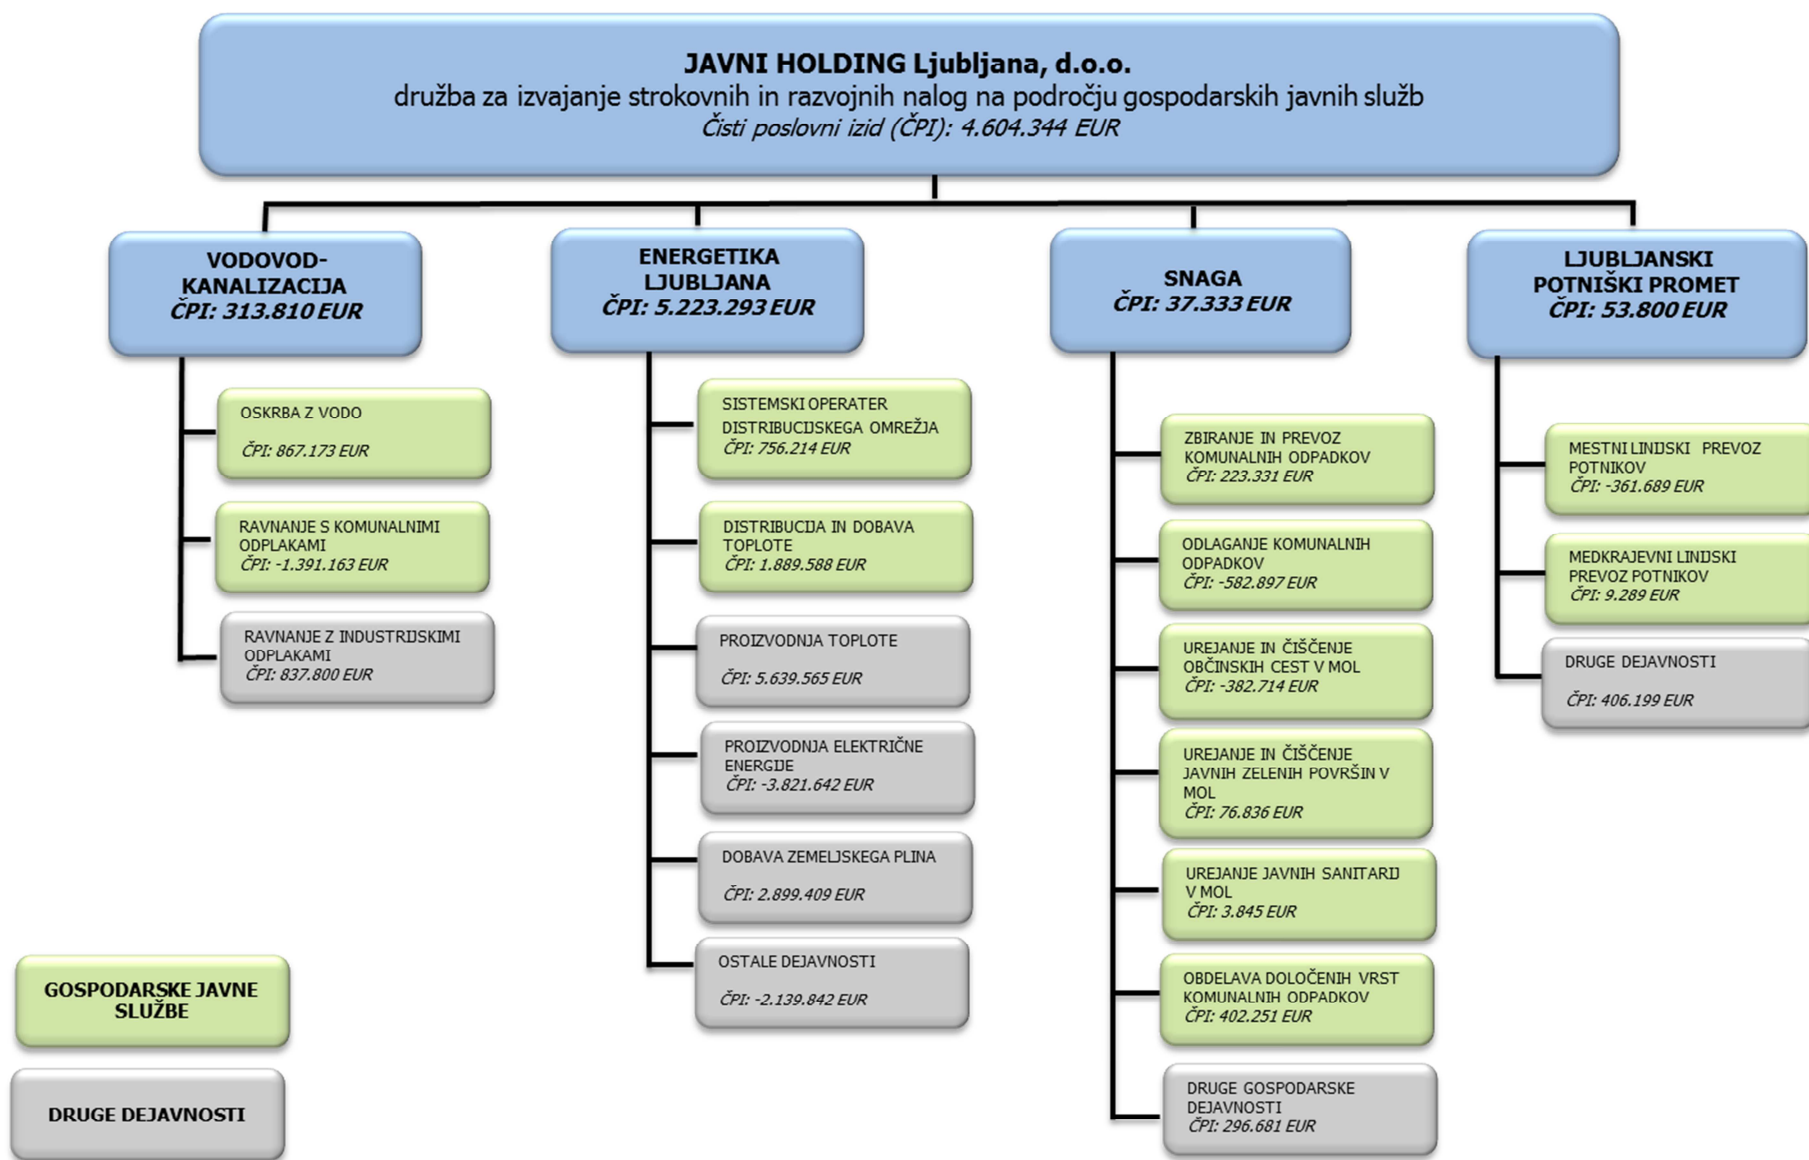 JAVNI HOLDING Ljubljana, d.o.o.
družba za izvajanje strokovnih in razvojnih nalog na področju gospodarskih javnih služb
Čisti poslovni izid (ČPI): 4.604.344 EUR
VODOVOD-
KANALIZACIJA
ČPI: 313.810 EUR
OSKRBA Z VODO
ČPI: 867.173 EUR
RAVNANJE S KOMUNALNIMI
ODPLAKAMI
ČPI: -1.391.163 EUR
RAVNANJE Z INDUSTRIJSKIMI
ODPLAKAMI
ČPI: 837.800 EUR
ENERGETIKA
LJUBLJANA
ČPI: 5.223.293 EUR
SISTEMSKI OPERATER
DISTRIBUCIJSKEGA OMREŽJA
ČPI: 756.214 EUR
DISTRIBUCIJA IN DOBAVA
TOPLOTE
ČPI: 1.889.588 EUR
PROIZVODNJA TOPLOTE
ČPI: 5.639.565 EUR
PROIZVODNJA ELEKTRIČNE
ENERGIJE
ČPI: -3.821.642 EUR
DOBAVA ZEMELJSKEGA PLINA
ČPI: 2.899.409 EUR
OSTALE DEJAVNOSTI
ČPI: -2.139.842 EUR
SNAGA
ČPI: 37.333 EUR
ZBIRANJE IN PREVOZ
KOMUNALNIH ODPADKOV
ČPI: 223.331 EUR
ODLAGANJE KOMUNALNIH
ODPADKOV
ČPI: -582.897 EUR
UREJANJE IN ČIŠČENJE
OBČINSKIH CEST V MOL
ČPI: -382.714 EUR
UREJANJE IN ČIŠČENJE
JAVNIH ZELENIH POVRŠIN V
MOL
ČPI: 76.836 EUR
UREJANJE JAVNIH SANITARIJ
V MOL
ČPI: 3.845 EUR
OBDELAVA DOLOČENIH VRST
KOMUNALNIH ODPADKOV
ČPI: 402.251 EUR
DRUGE GOSPODARSKE
DEJAVNOSTI
ČPI: 296.681 EUR
LJUBLJANSKI
POTNIŠKI PROMET
ČPI: 53.800 EUR
MESTNI LINIJSKI PREVOZ
POTNIKOV
ČPI: -361.689 EUR
MEDKRAJEVNI LINIJSKI
PREVOZ POTNIKOV
ČPI: 9.289 EUR
DRUGE DEJAVNOSTI
ČPI: 406.199 EUR
GOSPODARSKE JAVNE
SLUŽBE
DRUGE DEJAVNOSTI